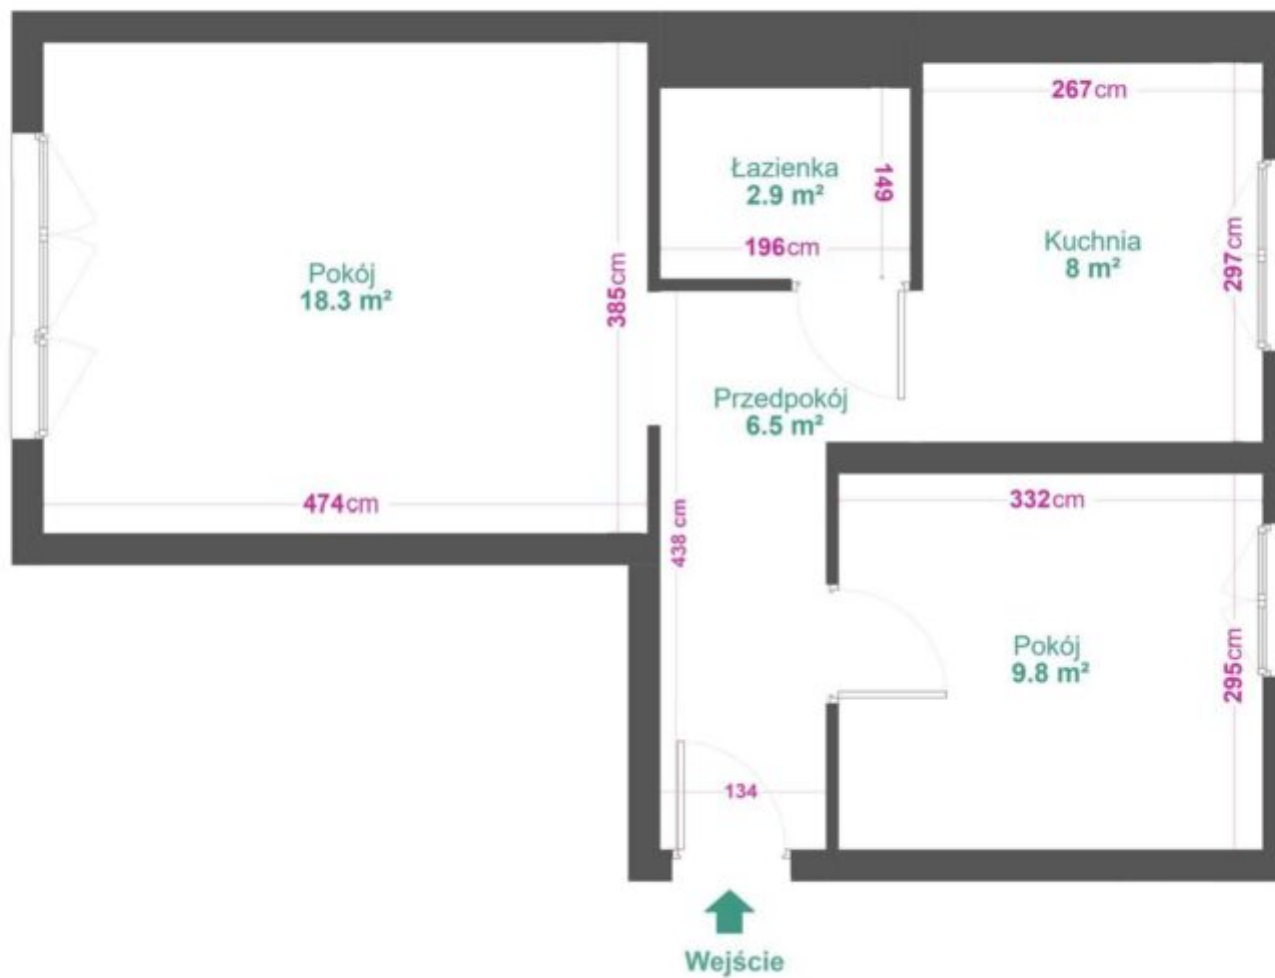 267cm
Łazienka
2.9 m²
149
196cm
Kuchnia
8 m²
297cm
Pokój
18.3 m²
385cm
Przedpokój
6.5 m²
474cm
438 cm
332cm
Pokój
9.8 m²
295cm
134
Wejście